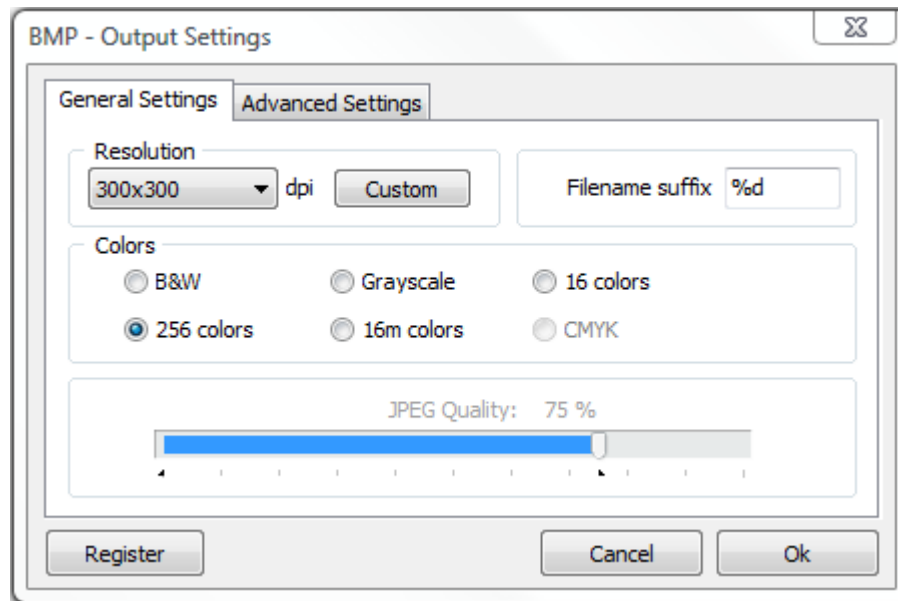 BMP - Output Settings
General Settings Advanced Settings
Resolution
300x300 dpi Custom Filename suffix %d
Colors
B&W Grayscale 16 colors
256 colors 16m colors CMYK
JPEG Quality: 75 %
Register Cancel Ok